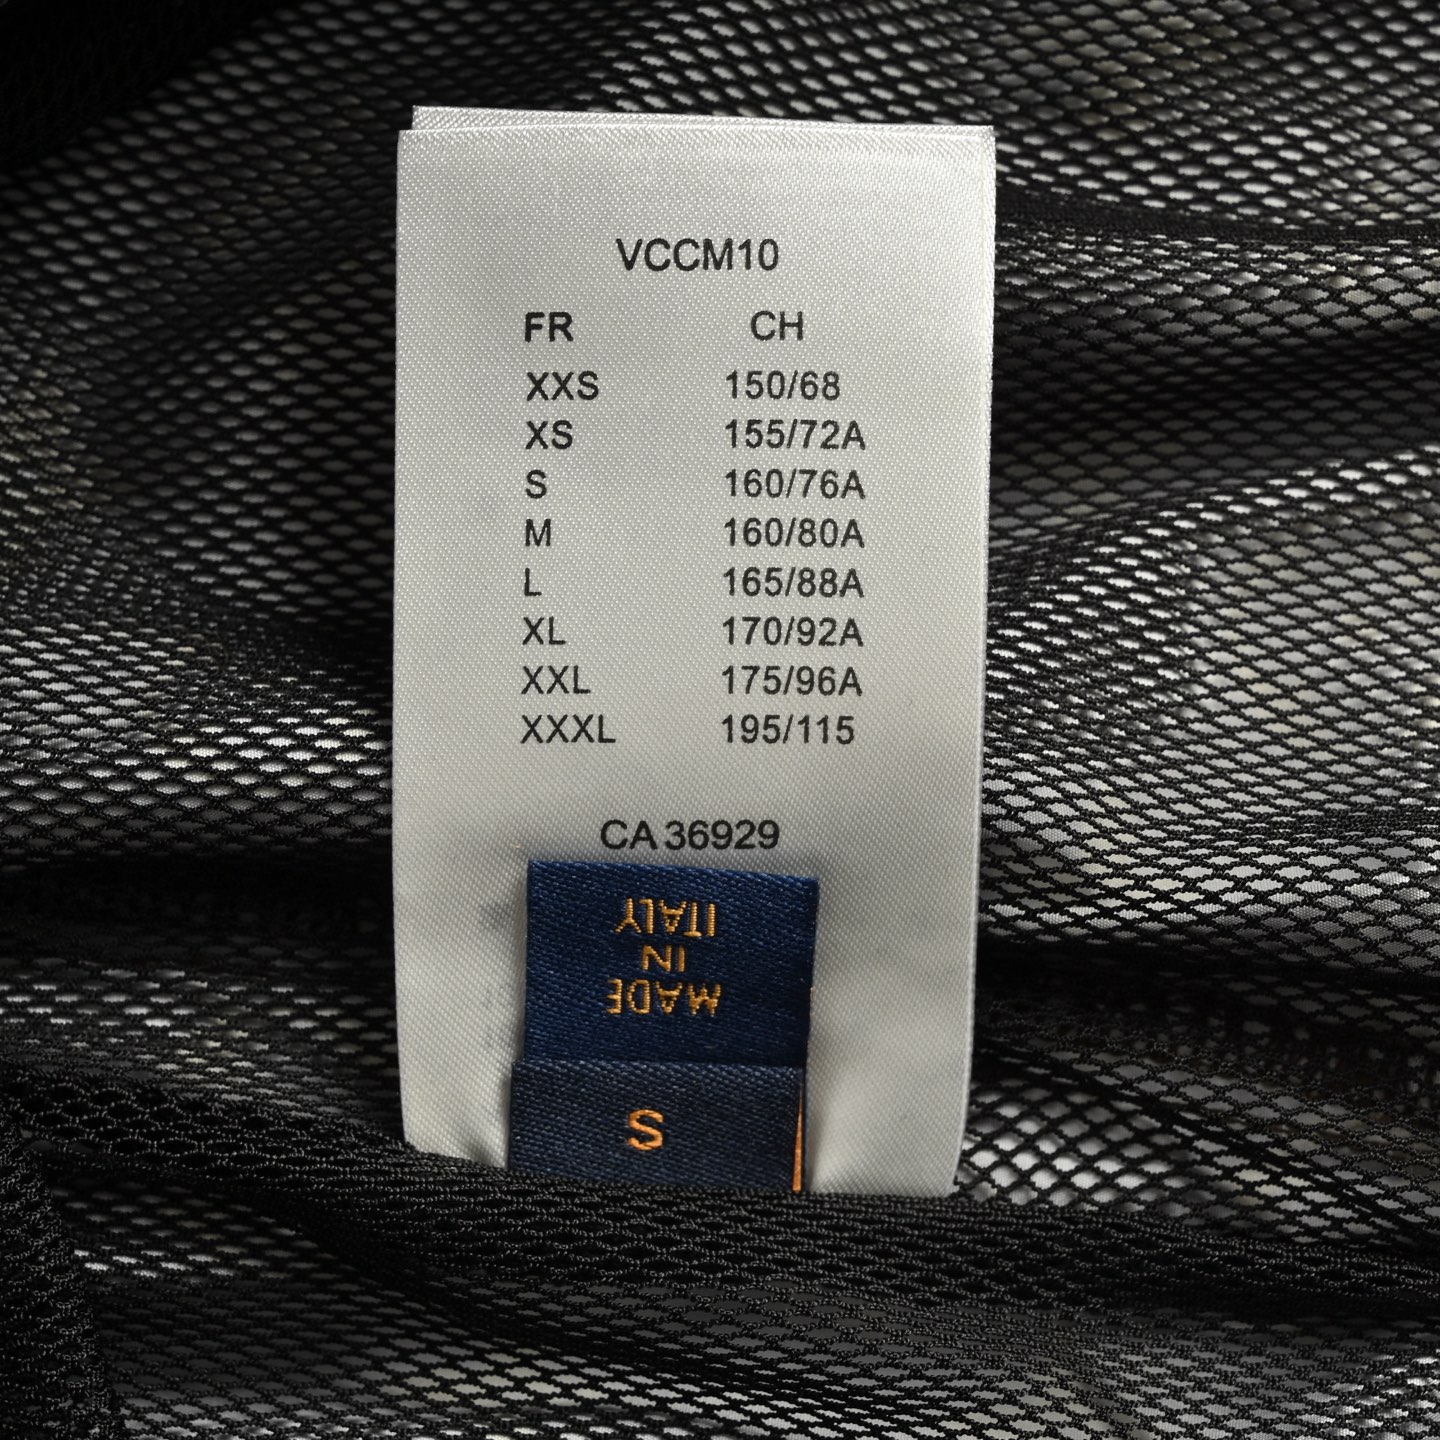 VCCM10
FR CH
XXS 150/68
XS 155/72A
S 160/76A
M 160/80A
L 165/88A
XL 170/92A
XXL 175/96A
XXXL 195/115
CA 36929
MADE
IN
ITALY
S